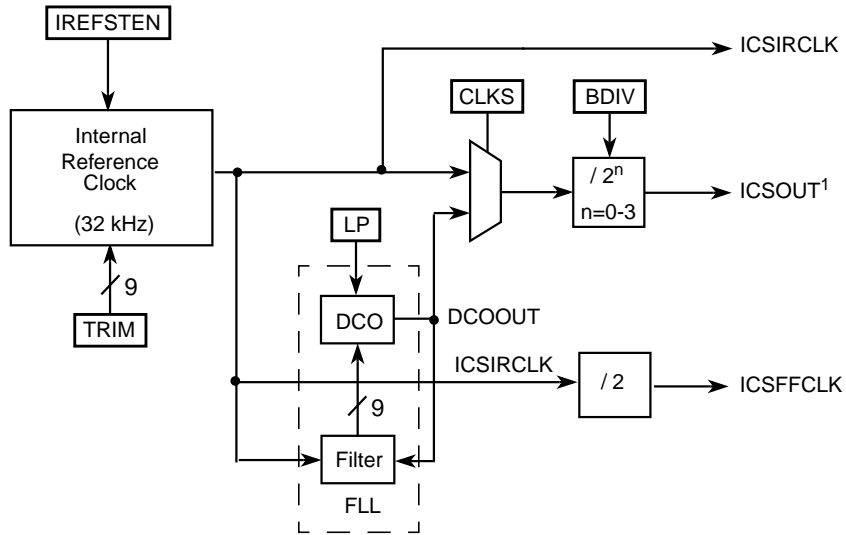 IREFSTEN
ICSIRCLK
Internal
Reference
Clock
(32 kHz)
CLKS
BDIV
/ 2ⁿ
n=0-3
ICSOUT¹
9
TRIM
LP
DCO
DCOOUT
ICSIRCLK
/ 2
ICSFFCLK
9
Filter
FLL